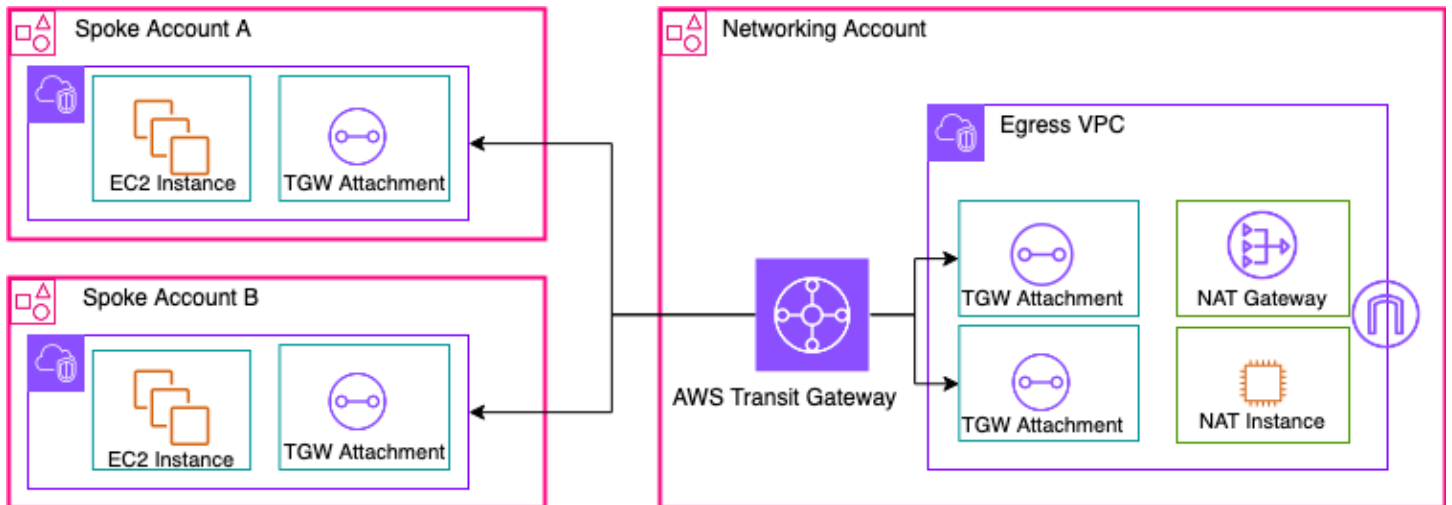 Spoke Account A
EC2 Instance
TGW Attachment
Spoke Account B
EC2 Instance
TGW Attachment
Networking Account
AWS Transit Gateway
Egress VPC
TGW Attachment
NAT Gateway
TGW Attachment
NAT Instance